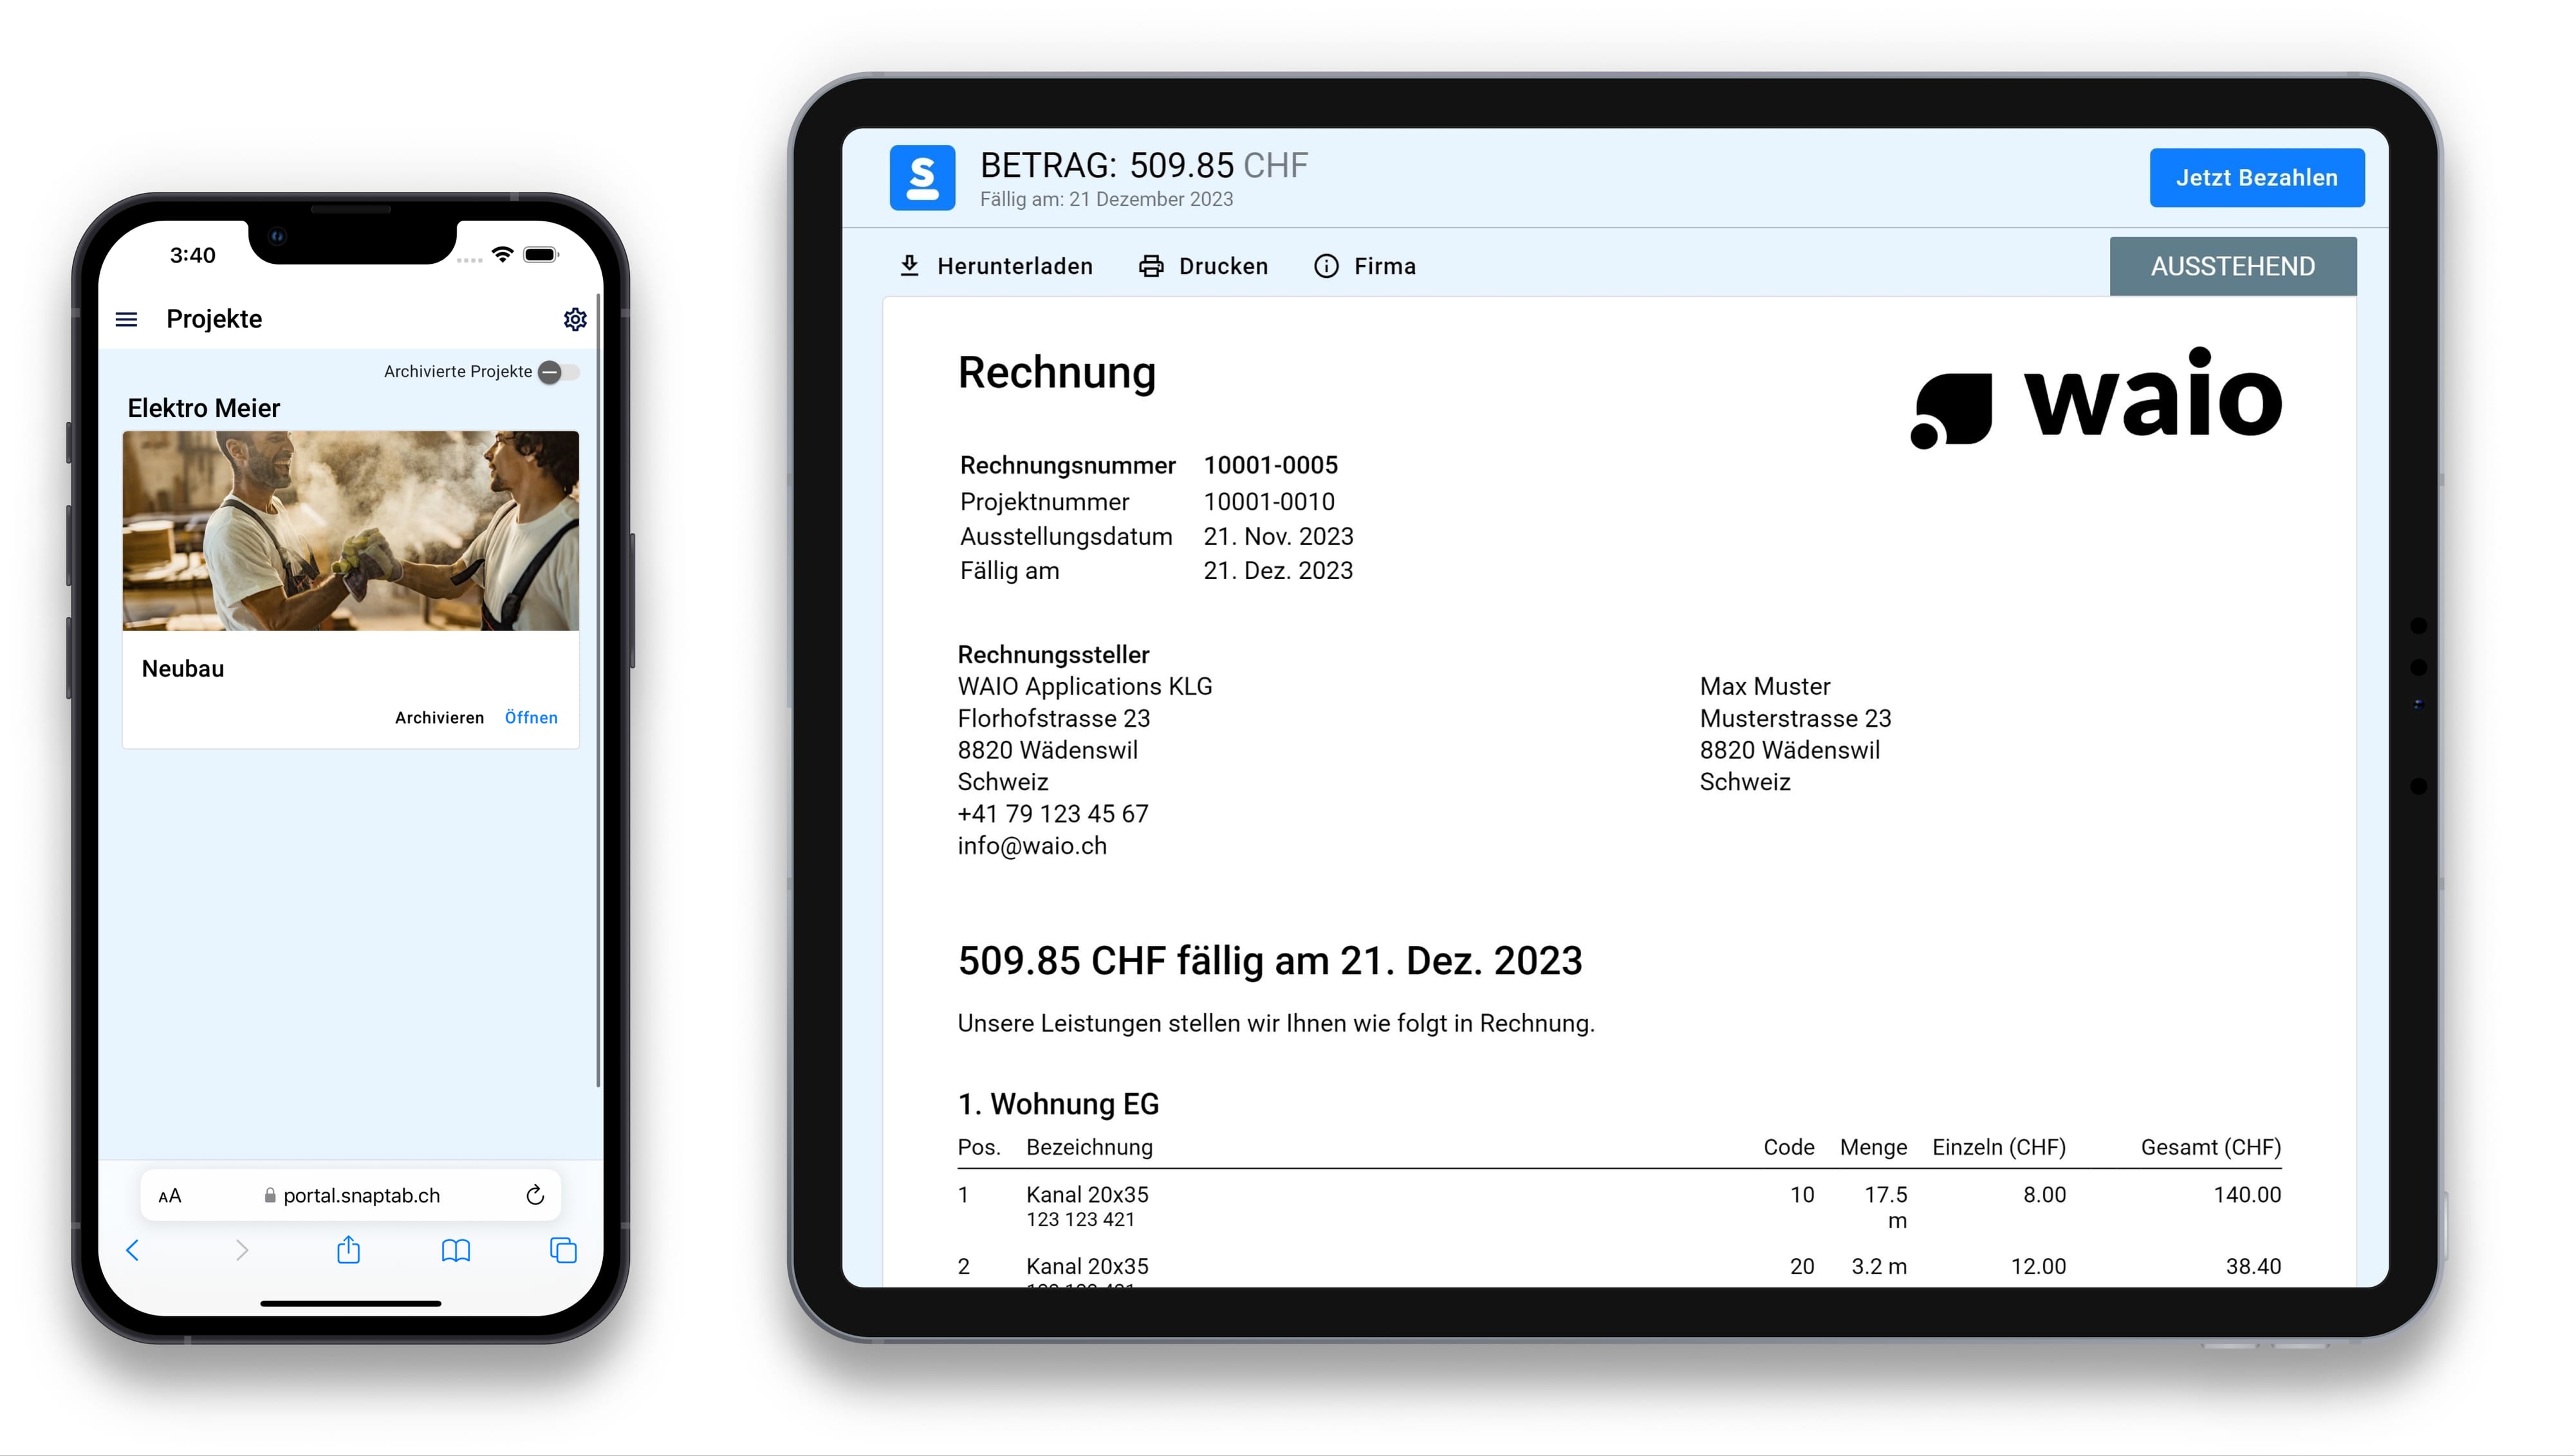 3:40
Projekte
Archivierte Projekte
Elektro Meier
Neubau
Archivieren Öffnen
AA portal.snaptab.ch
S BETRAG: 509.85 CHF
Fällig am: 21 Dezember 2023
Jetzt Bezahlen
Herunterladen Drucken Firma
AUSSTEHEND
Rechnung
waio
Rechnungsnummer 10001-0005
Projektnummer 10001-0010
Ausstellungsdatum 21. Nov. 2023
Fällig am 21. Dez. 2023
Rechnungssteller
WAIO Applications KLG
Florhofstrasse 23
8820 Wädenswil
Schweiz
+41 79 123 45 67
info@waio.ch
Max Muster
Musterstrasse 23
8820 Wädenswil
Schweiz
509.85 CHF fällig am 21. Dez. 2023
Unsere Leistungen stellen wir Ihnen wie folgt in Rechnung.
1. Wohnung EG
Pos. Bezeichnung Code Menge Einzeln (CHF) Gesamt (CHF)
1 Kanal 20x35 10 17.5 8.00 140.00
123 123 421 m
2 Kanal 20x35 20 3.2 m 12.00 38.40